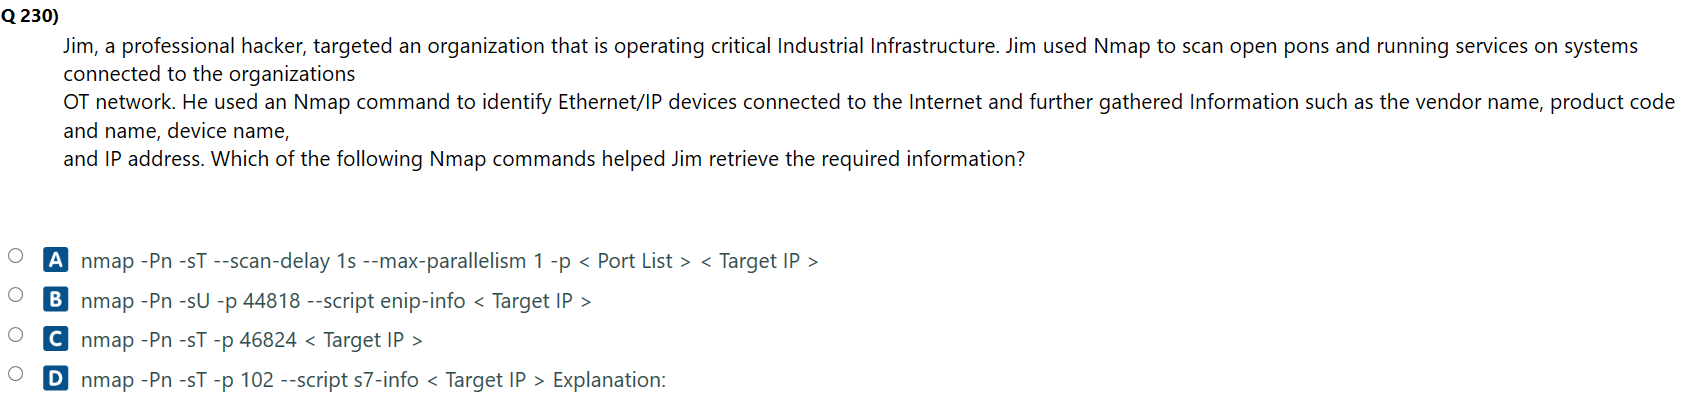 Q 230)
Jim, a professional hacker, targeted an organization that is operating critical Industrial Infrastructure. Jim used Nmap to scan open pons and running services on systems
connected to the organizations
OT network. He used an Nmap command to identify Ethernet/IP devices connected to the Internet and further gathered Information such as the vendor name, product code
and name, device name,
and IP address. Which of the following Nmap commands helped Jim retrieve the required information?
A nmap -Pn -sT --scan-delay 1s --max-parallelism 1 -p < Port List > < Target IP >
B nmap -Pn -sU -p 44818 --script enip-info < Target IP >
C nmap -Pn -sT -p 46824 < Target IP >
D nmap -Pn -sT -p 102 --script s7-info < Target IP > Explanation: